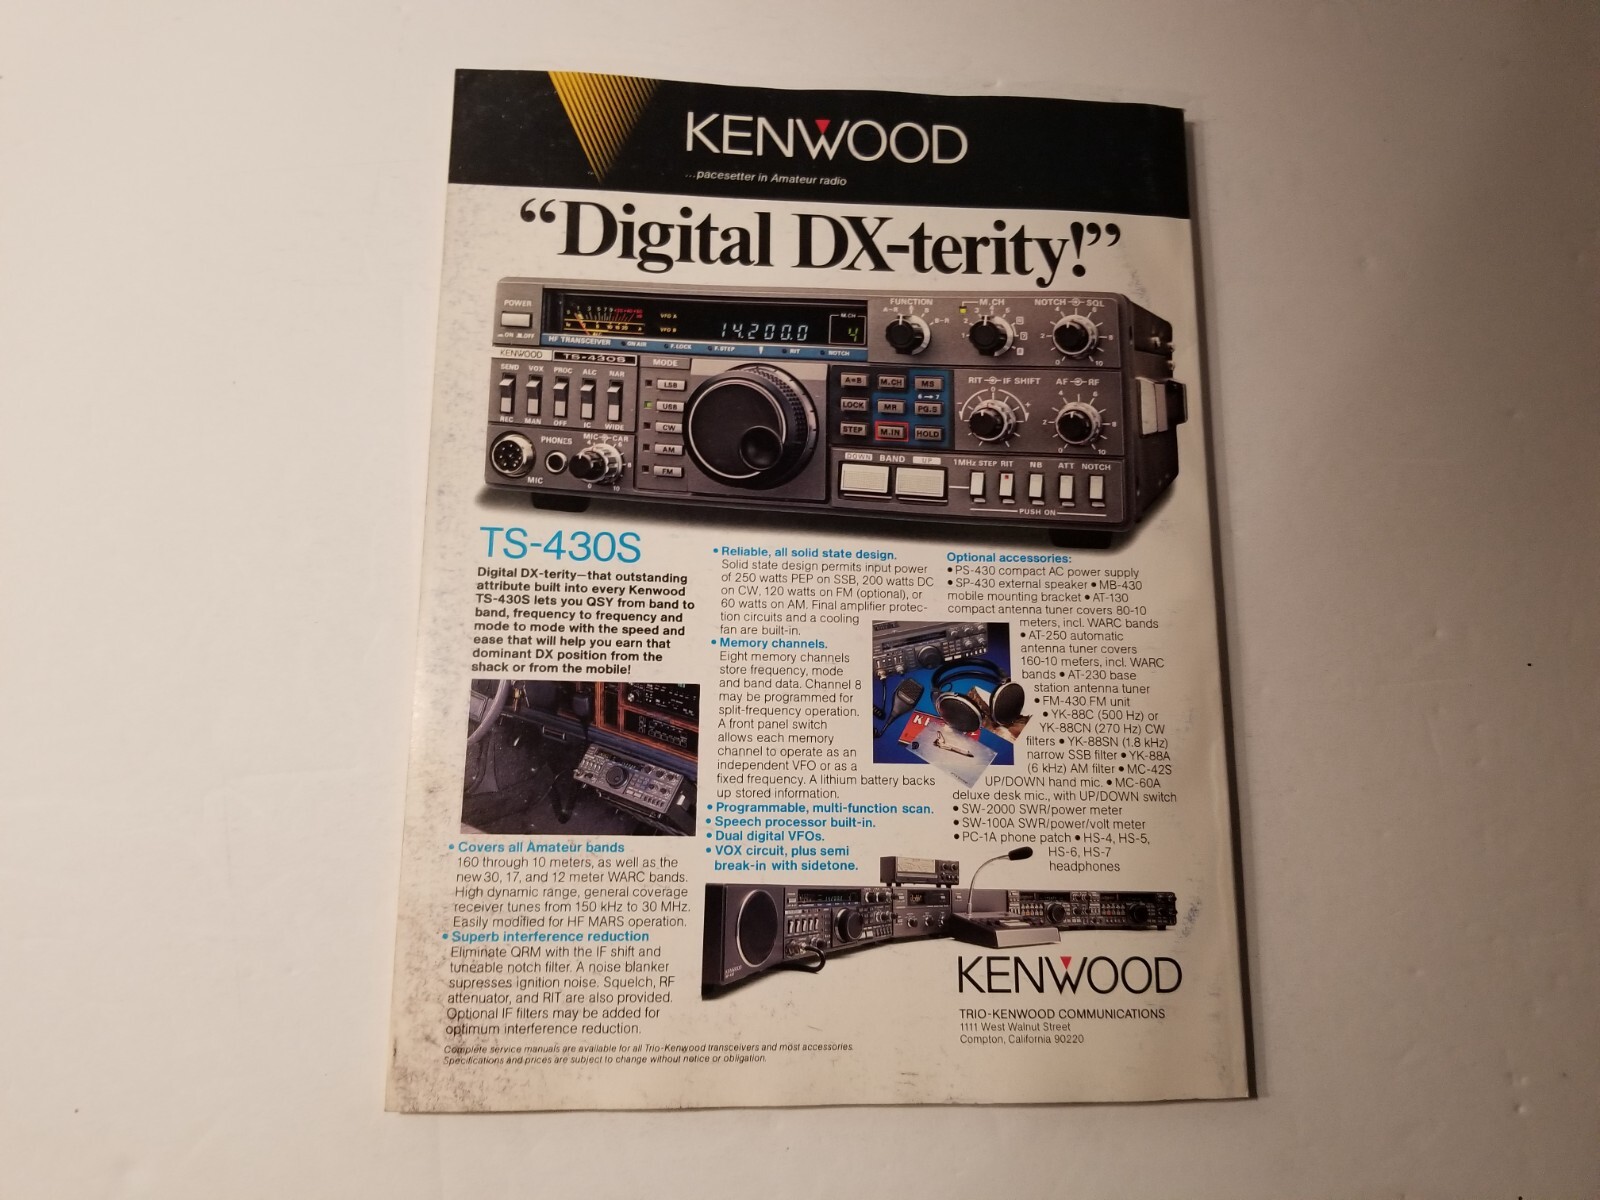 KENWOOD
...pacesetter in Amateur radio
“Digital DX-terity!”
POWER
FUNCTION
M.CH
NOTCH
SQL
VFO A
VFO B
14.200.0
M.CH
4
HF TRANSCEIVER
ON AIR
F.LOCK
F.STEP
RIT
NOTCH
KENWOOD
TS-430S
MODE
SEND VOX PROC ALC NAR
REC MAN OFF IC WIDE
LSB
USB
CW
AM
FM
A=B M.CH MS
LOCK MR PG.S
STEP M.IN HOLD
RIT IF SHIFT
AF RF
PHONES
MIC CAR
MIC
DOWN BAND UP
1MHz STEP RIT NB ATT NOTCH
PUSH ON
TS-430S
Digital DX-terity—that outstanding
attribute built into every Kenwood
TS-430S lets you QSY from band to
band, frequency to frequency and
mode to mode with the speed and
ease that will help you earn that
dominant DX position from the
shack or from the mobile!
• Covers all Amateur bands
160 through 10 meters, as well as the
new 30, 17, and 12 meter WARC bands.
High dynamic range, general coverage
receiver tunes from 150 kHz to 30 MHz.
Easily modified for HF MARS operation.
• Superb interference reduction
Eliminate QRM with the IF shift and
tuneable notch filter. A noise blanker
supresses ignition noise. Squelch, RF
attenuator, and RIT are also provided.
Optional IF filters may be added for
optimum interference reduction.
• Reliable, all solid state design.
Solid state design permits input power
of 250 watts PEP on SSB, 200 watts DC
on CW, 120 watts on FM (optional), or
60 watts on AM. Final amplifier protec-
tion circuits and a cooling
fan are built-in.
• Memory channels.
Eight memory channels
store frequency, mode
and band data. Channel 8
may be programmed for
split-frequency operation.
A front panel switch
allows each memory
channel to operate as an
independent VFO or as a
fixed frequency. A lithium battery backs
up stored information.
• Programmable, multi-function scan.
• Speech processor built-in.
• Dual digital VFOs.
• VOX circuit, plus semi
break-in with sidetone.
Optional accessories:
• PS-430 compact AC power supply
• SP-430 external speaker • MB-430
mobile mounting bracket • AT-130
compact antenna tuner covers 80-10
meters, incl. WARC bands
• AT-250 automatic
antenna tuner covers
160-10 meters, incl. WARC
bands • AT-230 base
station antenna tuner
• FM-430 FM unit
• YK-88C (500 Hz) or
YK-88CN (270 Hz) CW
filters • YK-88SN (1.8 kHz)
narrow SSB filter • YK-88A
(6 kHz) AM filter • MC-42S
UP/DOWN hand mic. • MC-60A
deluxe desk mic., with UP/DOWN switch
• SW-2000 SWR/power meter
• SW-100A SWR/power/volt meter
• PC-1A phone patch • HS-4, HS-5,
HS-6, HS-7
headphones
KENWOOD
TRIO-KENWOOD COMMUNICATIONS
1111 West Walnut Street
Compton, California 90220
Complete service manuals are available for all Trio-Kenwood transceivers and most accessories.
Specifications and prices are subject to change without notice or obligation.